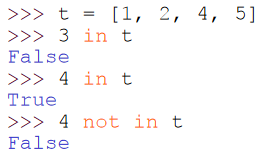 >>> t = [1, 2, 4, 5]
>>> 3 in t
False
>>> 4 in t
True
>>> 4 not in t
False